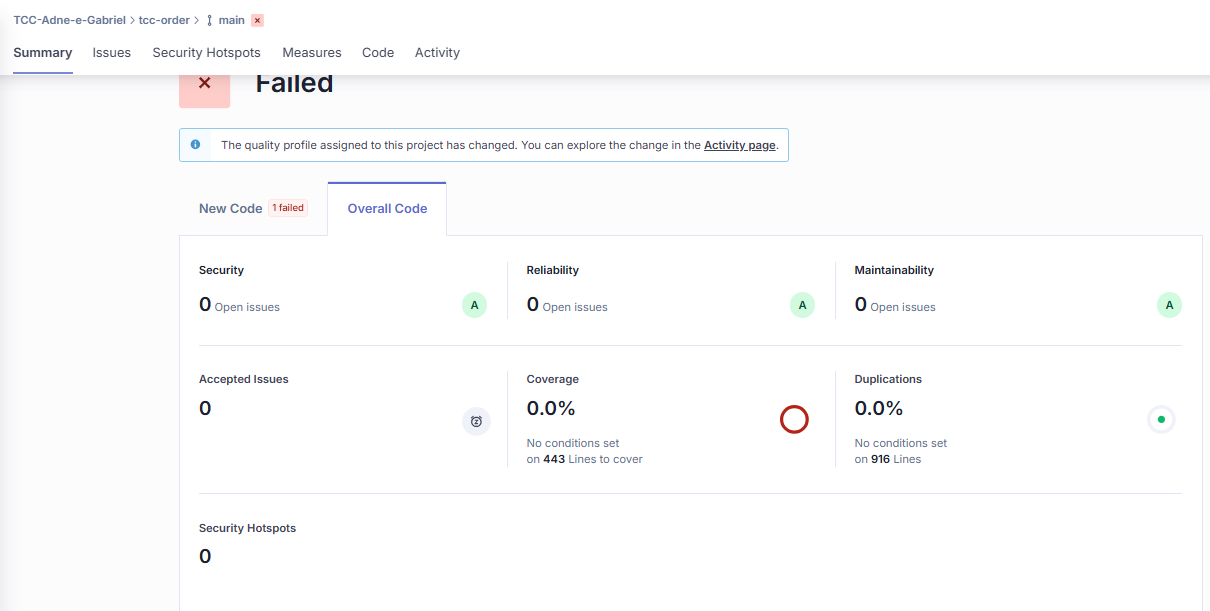 TCC-Adne-e-Gabriel > tcc-order > main
Summary Issues Security Hotspots Measures Code Activity
Failed
The quality profile assigned to this project has changed. You can explore the change in the Activity page.
New Code 1 failed Overall Code
Security Reliability Maintainability
0 Open issues A 0 Open issues A 0 Open issues A
Accepted Issues Coverage Duplications
0 0.0% 0.0%
No conditions set No conditions set
on 443 Lines to cover on 916 Lines
Security Hotspots
0